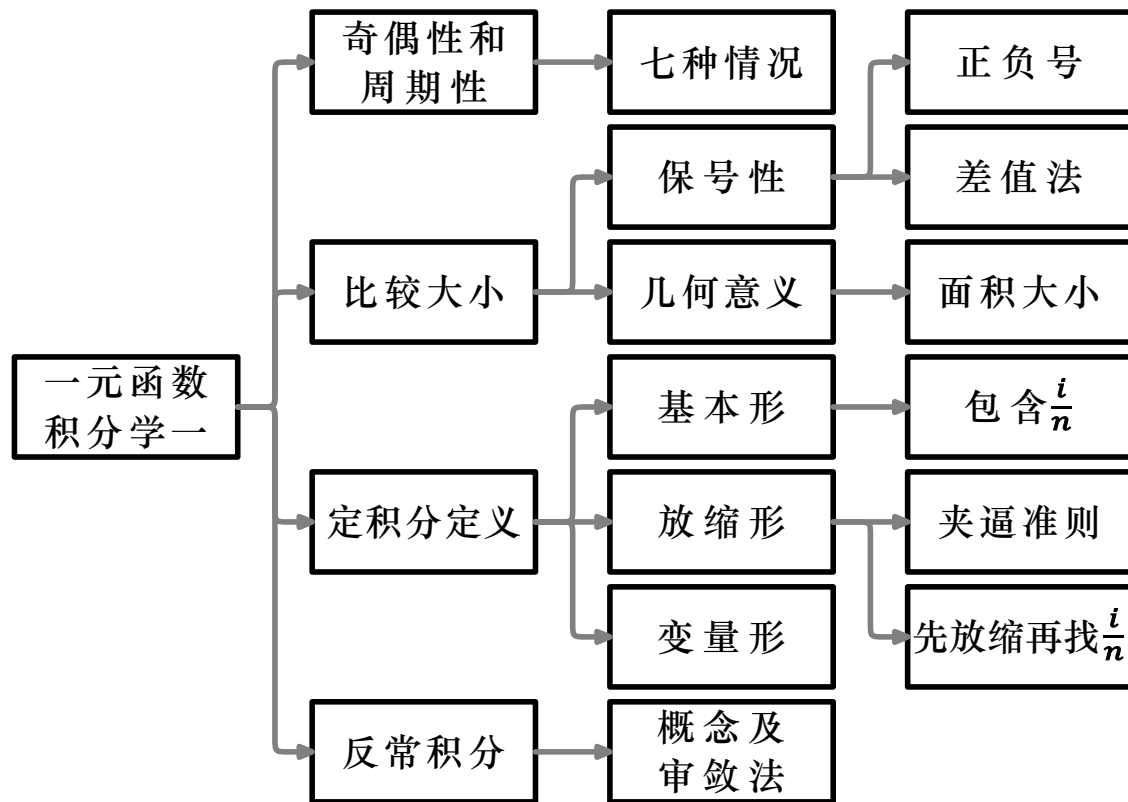 奇偶性和
周期性
七种情况
正负号
保号性
差值法
比较大小
几何意义
面积大小
一元函数
积分学一
基本形
包含i/n
定积分定义
放缩形
夹逼准则
变量形
先放缩再找i/n
反常积分
概念及
审敛法